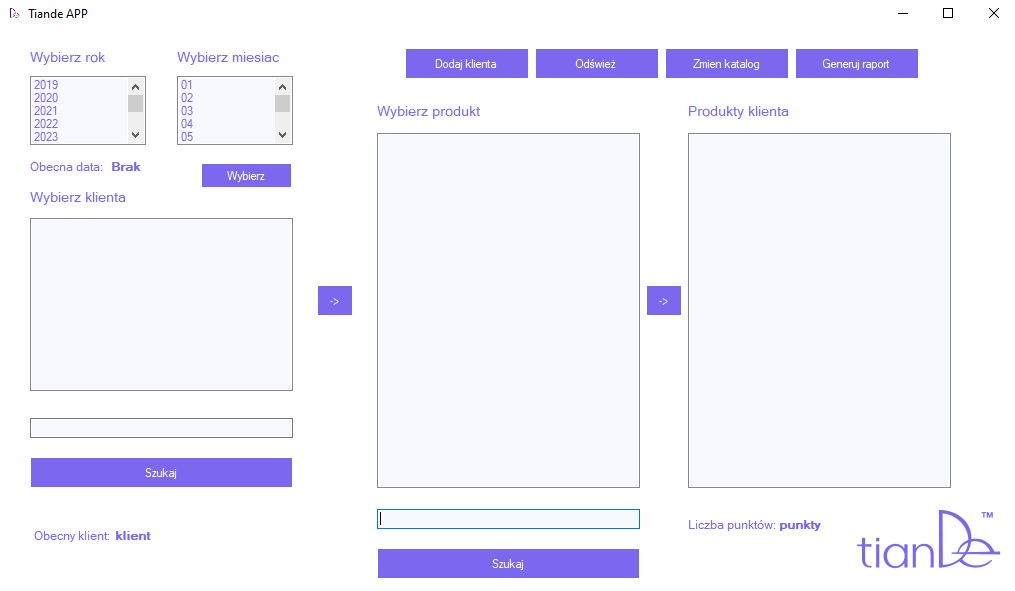 Tiande APP
Wybierz rok
Wybierz miesiac
2019
2020
2021
2022
2023
01
02
03
04
05
Obecna data: Brak
Wybierz
Wybierz klienta
Szukaj
Obecny klient: klient
->
Dodaj klienta
Odśwież
Zmien katalog
Generuj raport
Wybierz produkt
Szukaj
->
Produkty klienta
Liczba punktów: punkty
tianDe™